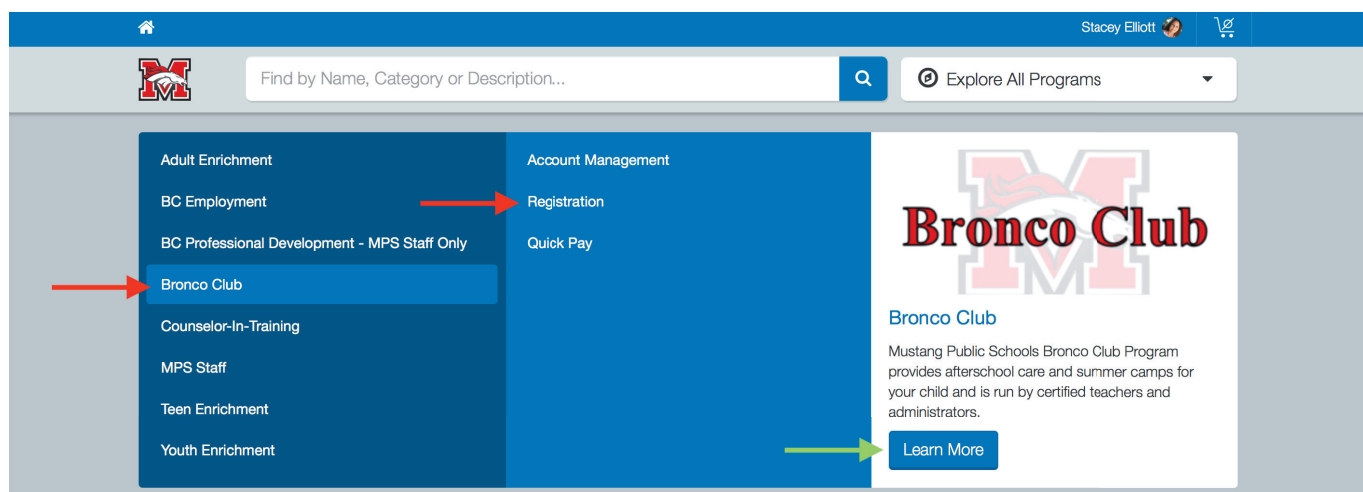 Stacey Elliott
M
Find by Name, Category or Description...
Explore All Programs
Adult Enrichment
BC Employment
BC Professional Development - MPS Staff Only
Bronco Club
Counselor-In-Training
MPS Staff
Teen Enrichment
Youth Enrichment
Account Management
Registration
Quick Pay
M
Bronco Club
Bronco Club
Mustang Public Schools Bronco Club Program
provides afterschool care and summer camps for
your child and is run by certified teachers and
administrators.
Learn More